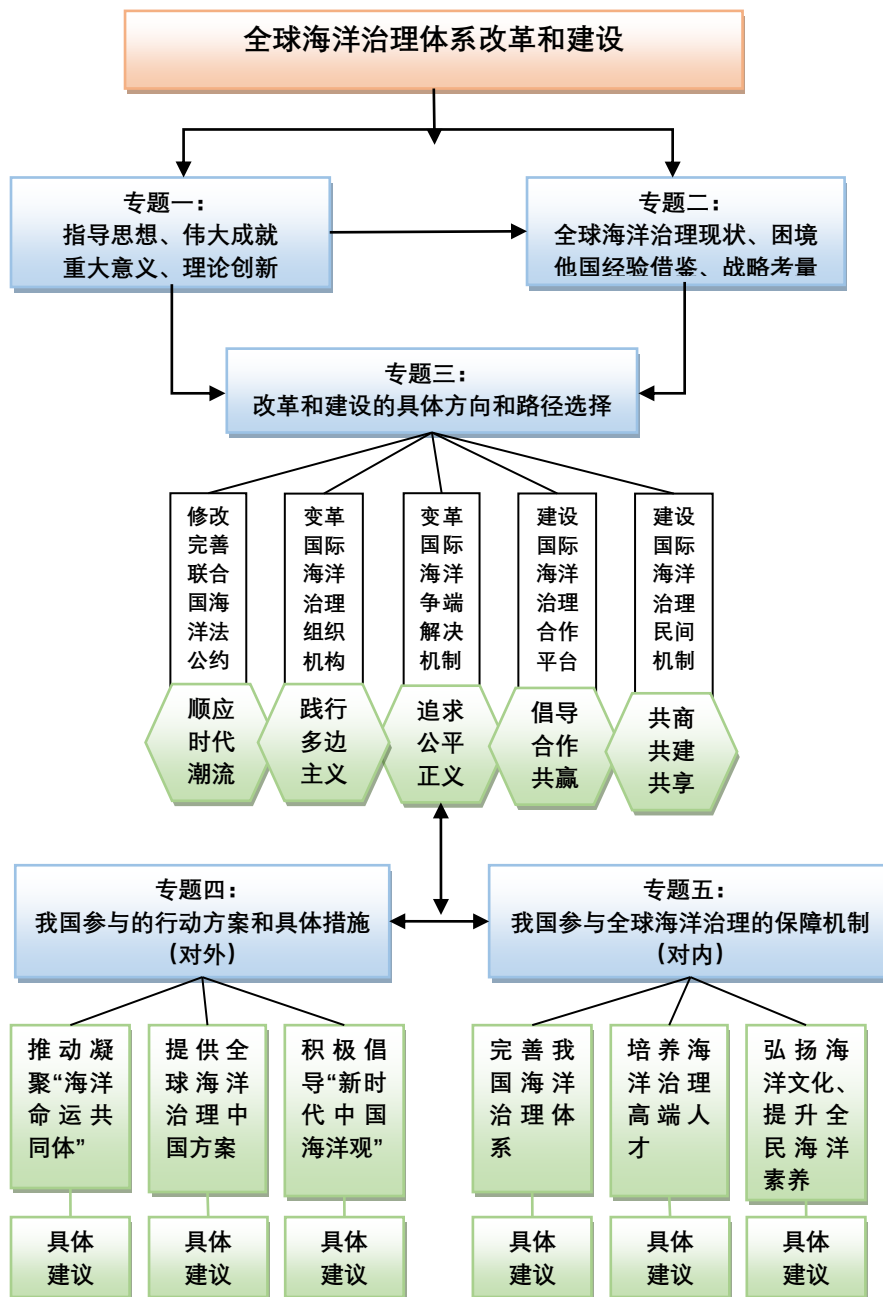 全球海洋治理体系改革和建设
专题一：
指导思想、伟大成就
重大意义、理论创新
专题二：
全球海洋治理现状、困境
他国经验借鉴、战略考量
专题三：
改革和建设的具体方向和路径选择
修改
完善
联合
国海
洋法
公约
变革
国际
海洋
治理
组织
机构
变革
国际
海洋
争端
解决
机制
建设
国际
海洋
治理
合作
平台
建设
国际
海洋
治理
民间
机制
顺应
时代
潮流
践行
多边
主义
追求
公平
正义
倡导
合作
共赢
共商
共建
共享
专题四：
我国参与的行动方案和具体措施
（对外）
专题五：
我国参与全球海洋治理的保障机制
（对内）
推动凝
聚“海洋
命运共
同体”
提供全
球海洋
治理中
国方案
积极倡
导“新时
代中国
海洋观”
完善我
国海洋
治理体
系
培养海
洋治理
高端人
才
弘扬海
洋文化、
提升全
民海洋
素养
具体
建议
具体
建议
具体
建议
具体
建议
具体
建议
具体
建议